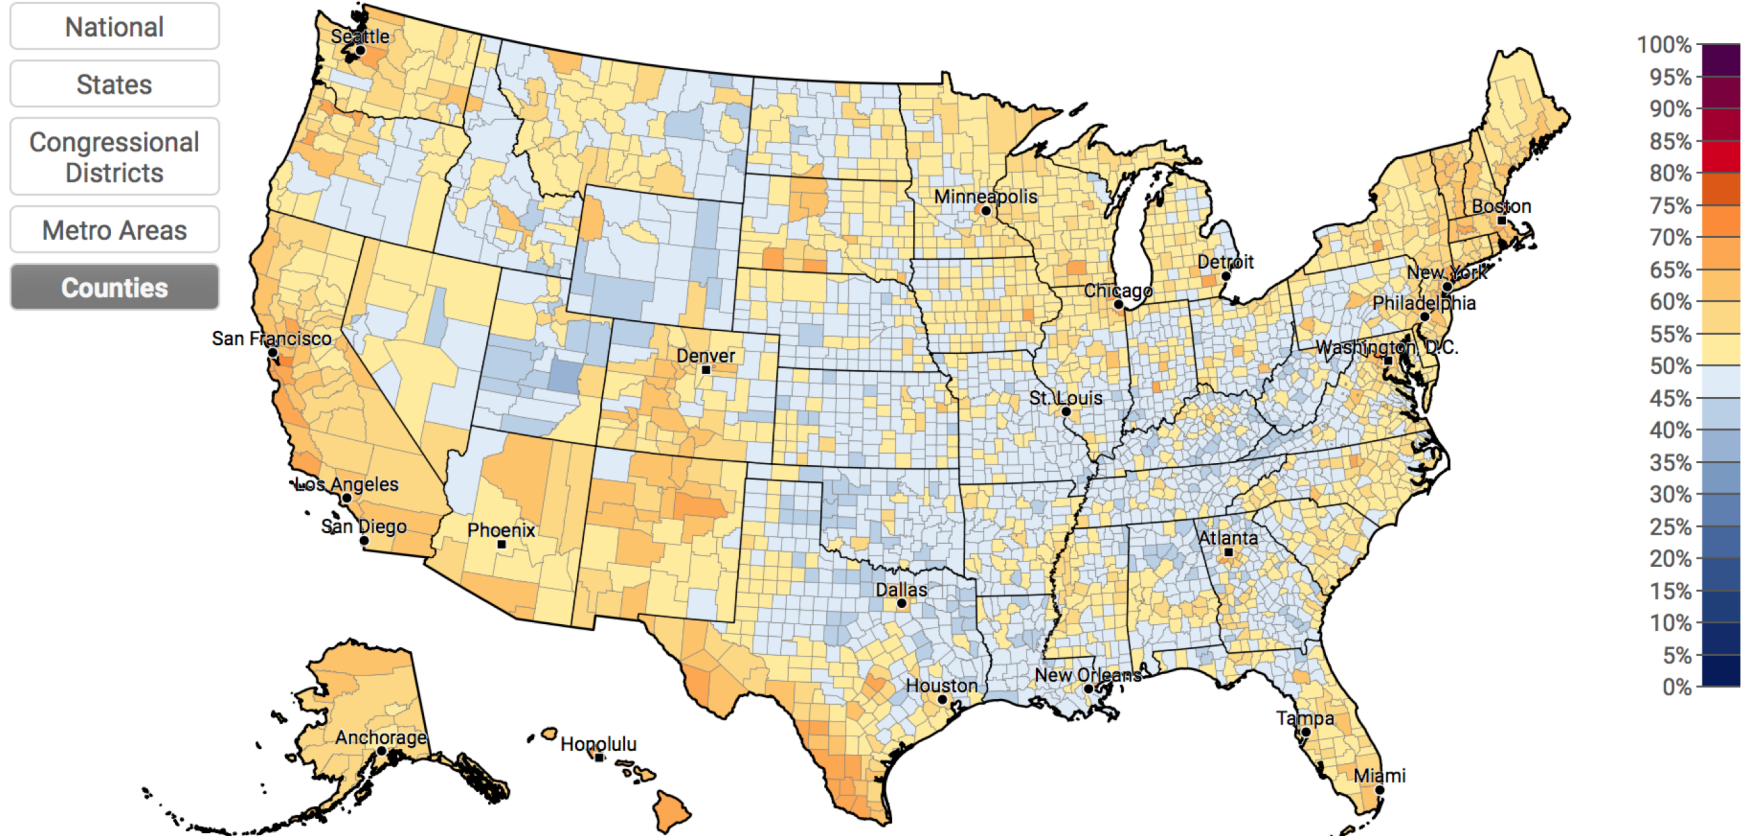 National
States
Congressional
Districts
Metro Areas
Counties
Seattle
Minneapolis
Boston
Detroit
New York
Chicago
Philadelphia
San Francisco
Denver
Washington, D.C.
St. Louis
Los Angeles
San Diego
Phoenix
Atlanta
Dallas
New Orleans
Houston
Tampa
Anchorage
Honolulu
Miami
100%
95%
90%
85%
80%
75%
70%
65%
60%
55%
50%
45%
40%
35%
30%
25%
20%
15%
10%
5%
0%